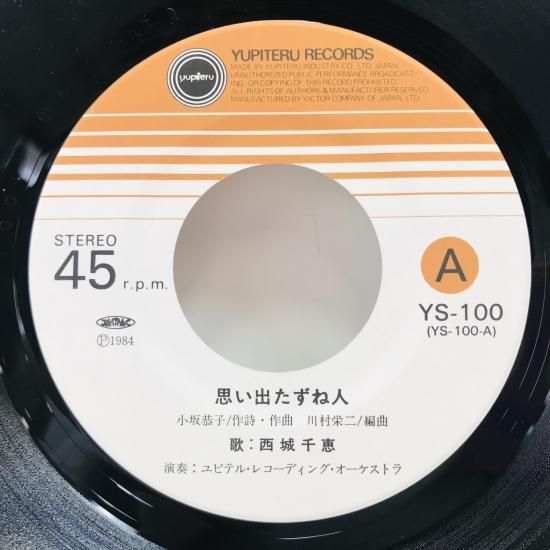 YUPITERU RECORDS
yupiteru
MADE BY YUPITERU INDUSTRY CO. LTD. JAPAN.
UNAUTHORIZED PUBLIC PERFORMANCE BROADCAST-
ING. OR COPYING OF THIS RECORD PROHIBITED.
ALL RIGHTS OF AUTHORS & MANUFACTURER RESERVED
MANUFACTURED BY VICTOR COMPANY OF JAPAN, LTD.
STEREO
45 r.p.m.
A
YS-100
(YS-100-A)
JASRAC
Ⓟ1984
思い出たずね人
小坂恭子/作詩・作曲 川村栄二/編曲
歌:西城千恵
演奏:ユピテル・レコーディング・オーケストラ